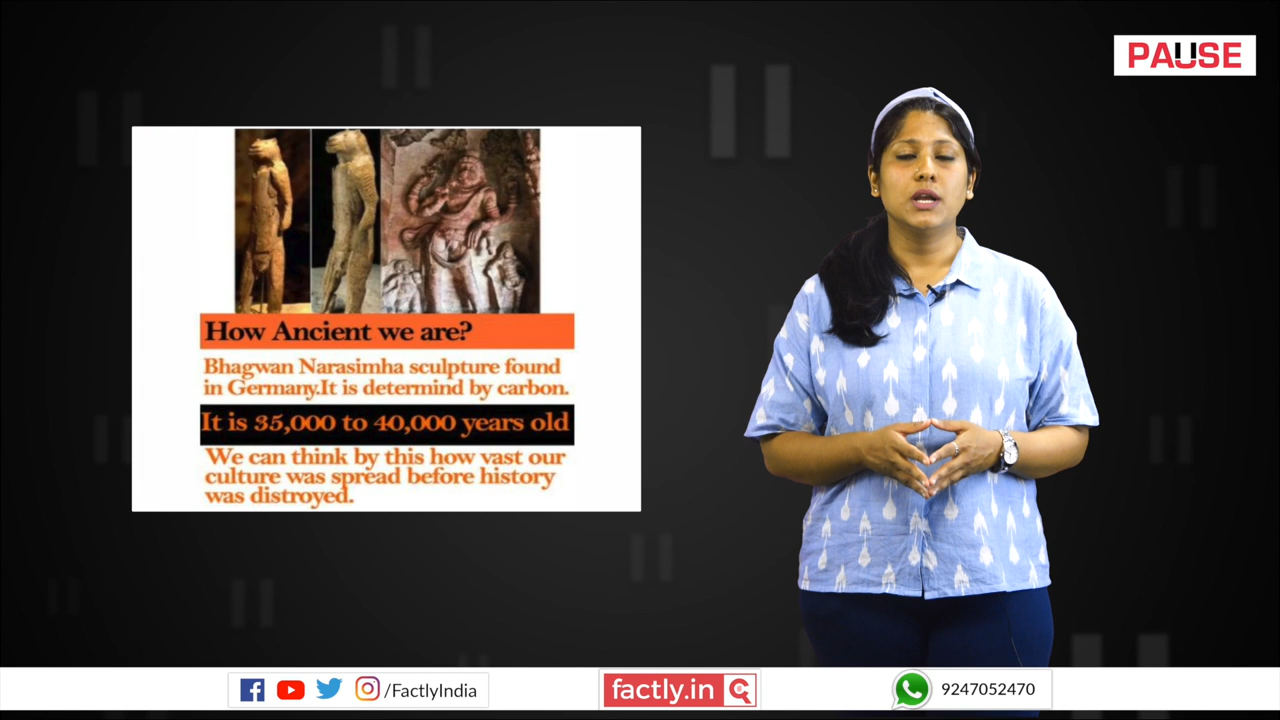 PAUSE
How Ancient we are?
Bhagwan Narasimha sculpture found
in Germany.It is determind by carbon.
It is 35,000 to 40,000 years old
We can think by this how vast our
culture was spread before history
was distroyed.
/FactlyIndia
factly.in
9247052470